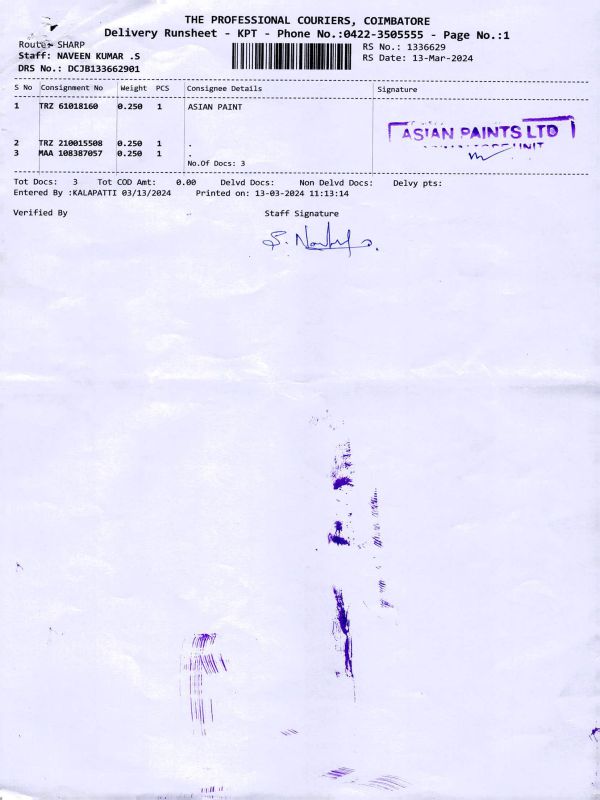 THE PROFESSIONAL COURIERS, COIMBATORE
Delivery Runsheet - KPT - Phone No.:0422-3505555 - Page No.:1
Route: SHARP
RS No.: 1336629
Staff: NAVEEN KUMAR .S
RS Date: 13-Mar-2024
DRS No.: DCJB133662901
S No Consignment No Weight PCS Consignee Details Signature
1 TRZ 61018160 0.250 1 ASIAN PAINT
ASIAN PAINTS LTD
UNIT
2 TRZ 210015508 0.250 1 .
3 MAA 108387057 0.250 1 .
No.Of Docs: 3
Tot Docs: 3 Tot COD Amt: 0.00 Delvd Docs: Non Delvd Docs: Delvy pts:
Entered By :KALAPATTI 03/13/2024 Printed on: 13-03-2024 11:13:14
Verified By Staff Signature